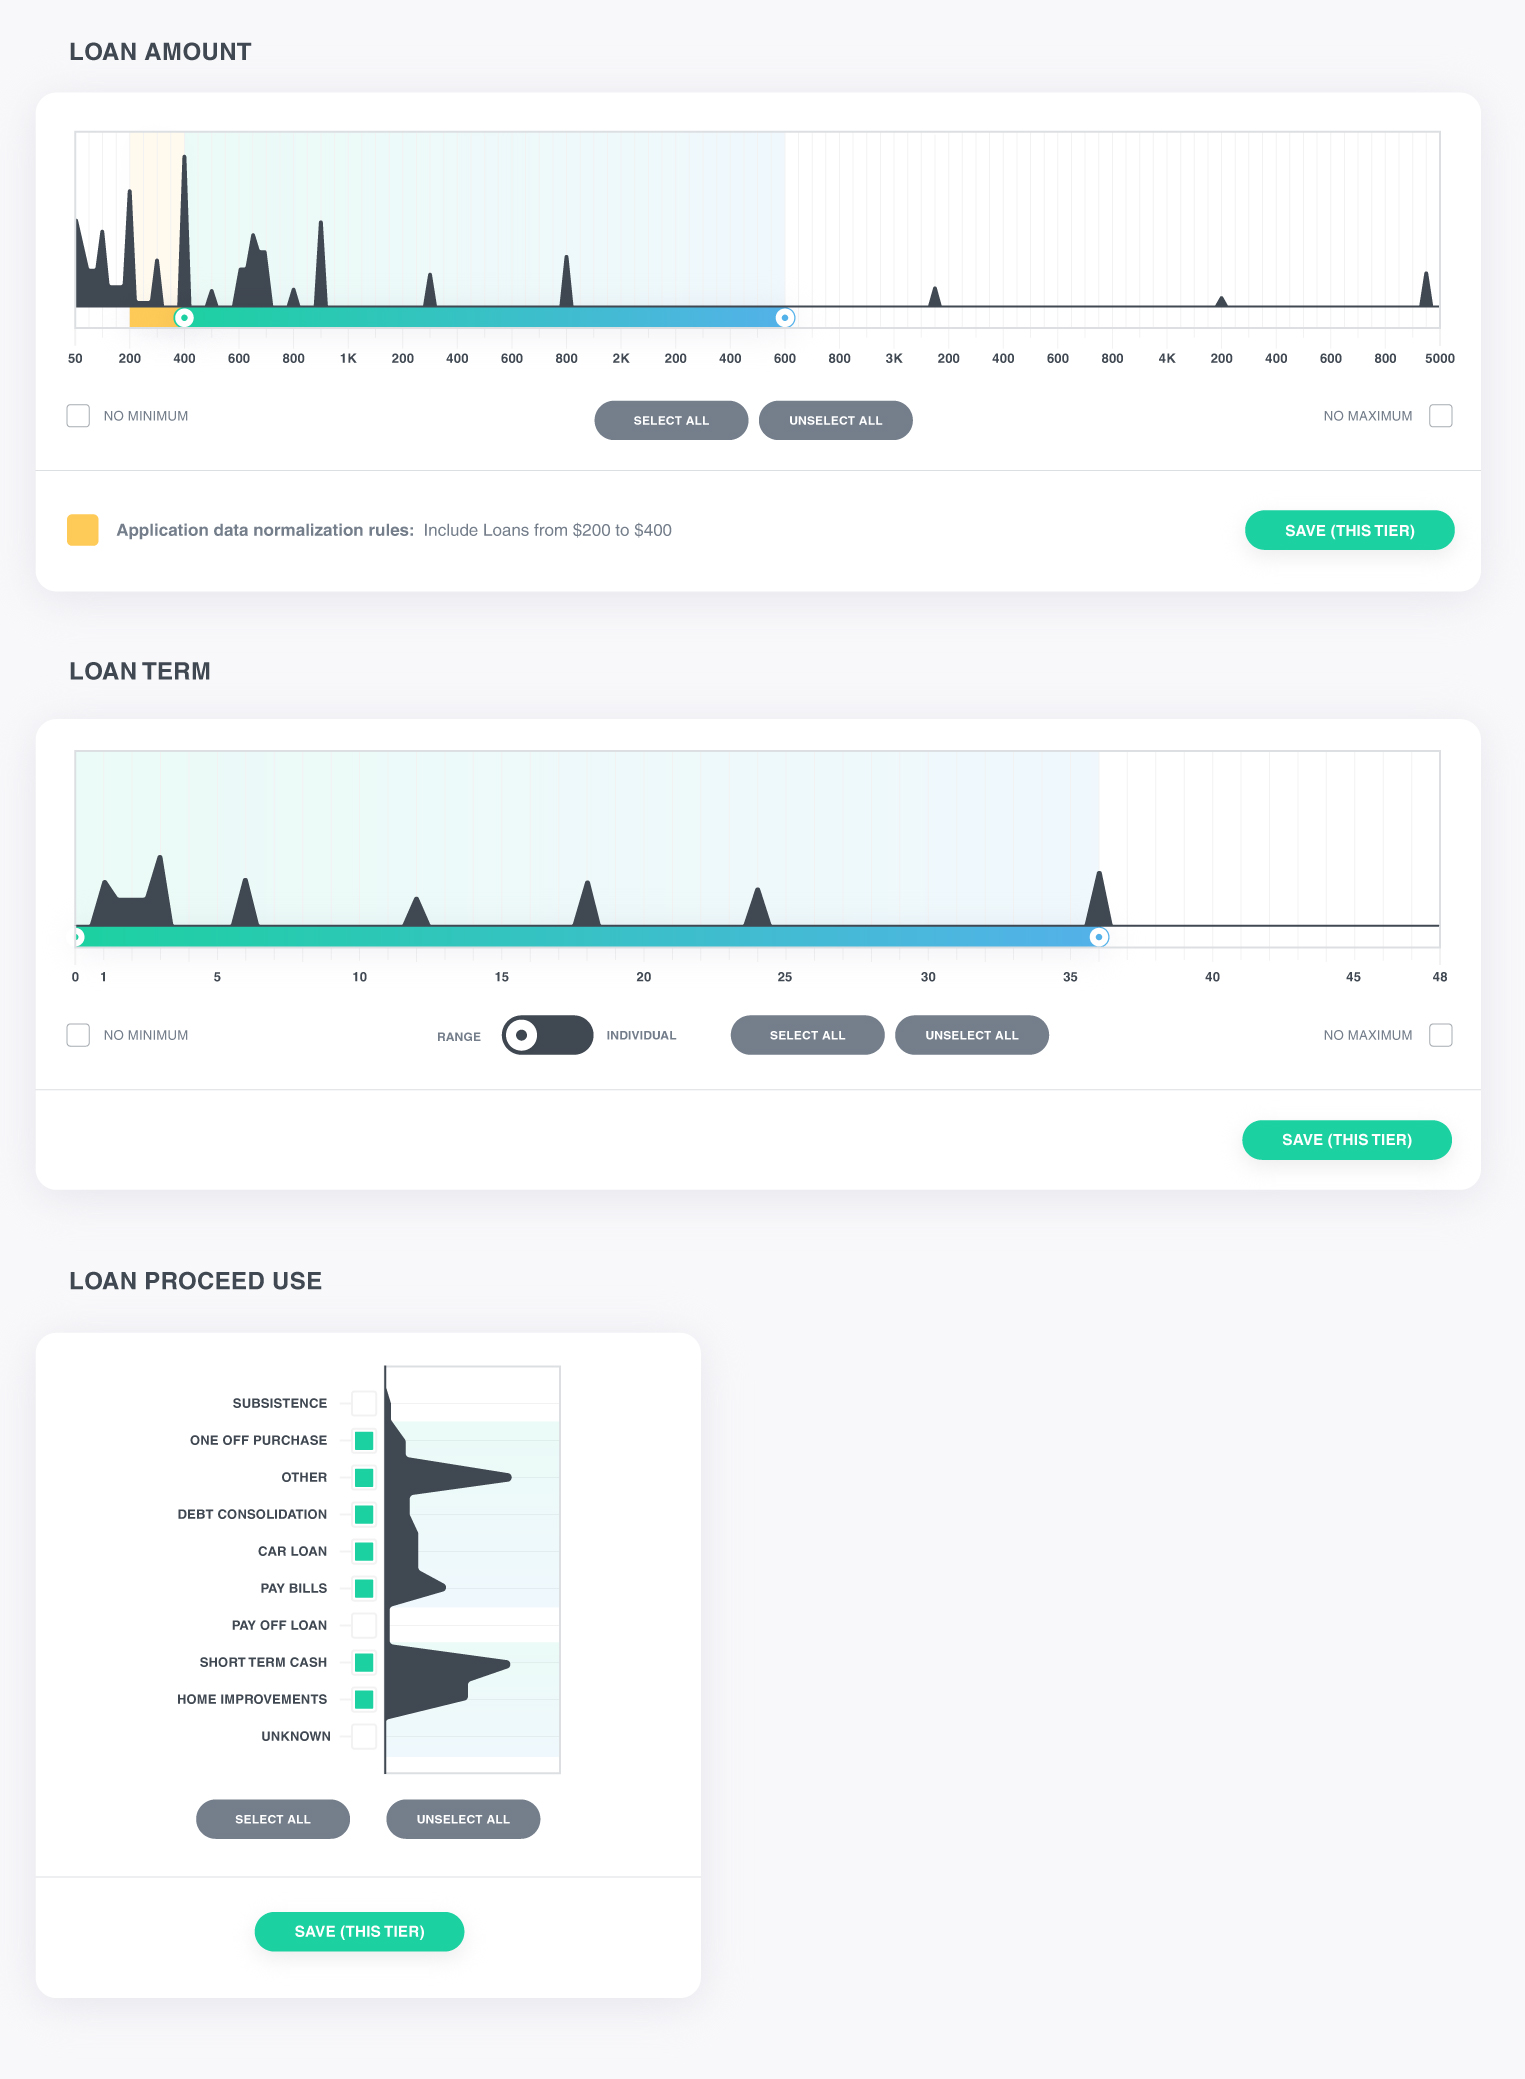 LOAN AMOUNT
50 200 400 600 800 1K 200 400 600 800 2K 200 400 600 800 3K 200 400 600 800 4K 200 400 600 800 5000
NO MINIMUM SELECT ALL UNSELECT ALL NO MAXIMUM
Application data normalization rules: Include Loans from $200 to $400 SAVE (THIS TIER)
LOAN TERM
0 1 5 10 15 20 25 30 35 40 45 48
NO MINIMUM RANGE INDIVIDUAL SELECT ALL UNSELECT ALL NO MAXIMUM
SAVE (THIS TIER)
LOAN PROCEED USE
SUBSISTENCE
ONE OFF PURCHASE
OTHER
DEBT CONSOLIDATION
CAR LOAN
PAY BILLS
PAY OFF LOAN
SHORT TERM CASH
HOME IMPROVEMENTS
UNKNOWN
SELECT ALL UNSELECT ALL
SAVE (THIS TIER)